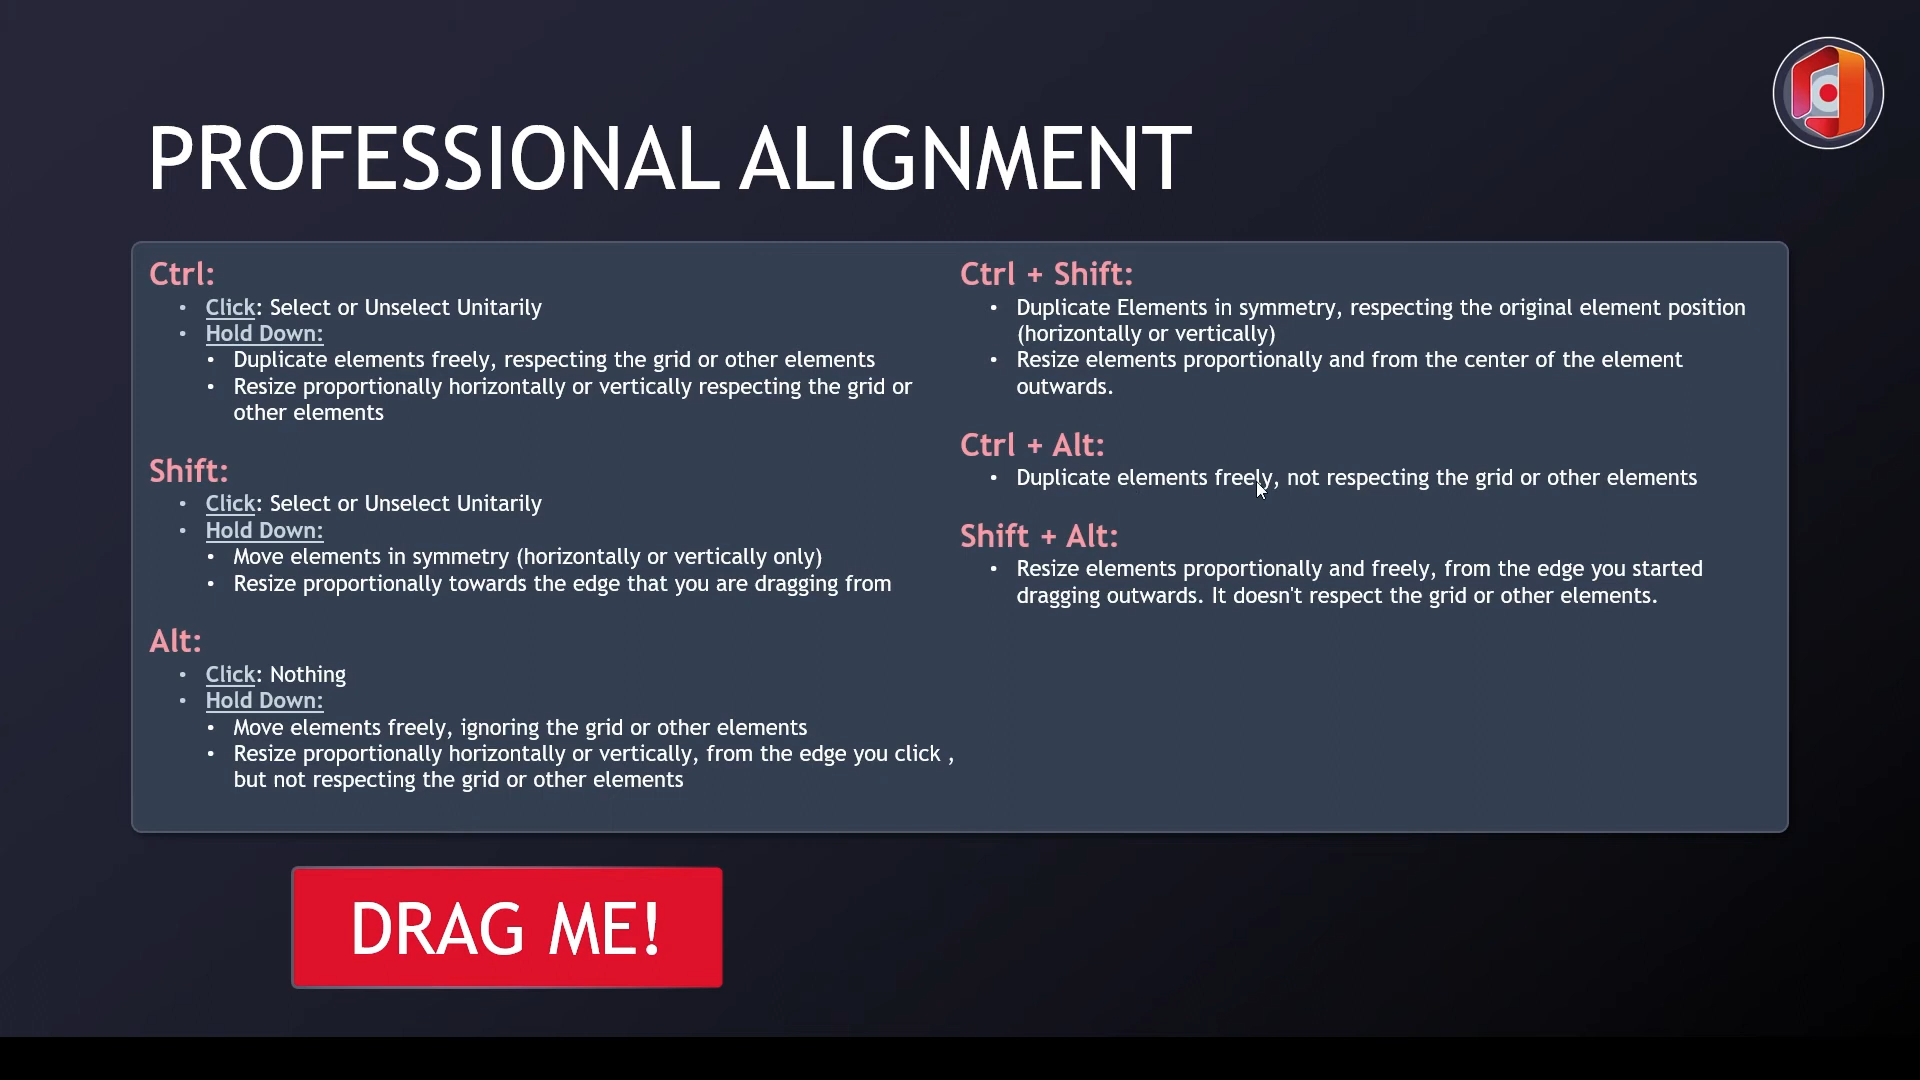 PROFESSIONAL ALIGNMENT
Ctrl:
• Click: Select or Unselect Unitarily
• Hold Down:
• Duplicate elements freely, respecting the grid or other elements
• Resize proportionally horizontally or vertically respecting the grid or
other elements
Shift:
• Click: Select or Unselect Unitarily
• Hold Down:
• Move elements in symmetry (horizontally or vertically only)
• Resize proportionally towards the edge that you are dragging from
Alt:
• Click: Nothing
• Hold Down:
• Move elements freely, ignoring the grid or other elements
• Resize proportionally horizontally or vertically, from the edge you click ,
but not respecting the grid or other elements
Ctrl + Shift:
• Duplicate Elements in symmetry, respecting the original element position
(horizontally or vertically)
• Resize elements proportionally and from the center of the element
outwards.
Ctrl + Alt:
• Duplicate elements freely, not respecting the grid or other elements
Shift + Alt:
• Resize elements proportionally and freely, from the edge you started
dragging outwards. It doesn't respect the grid or other elements.
DRAG ME!